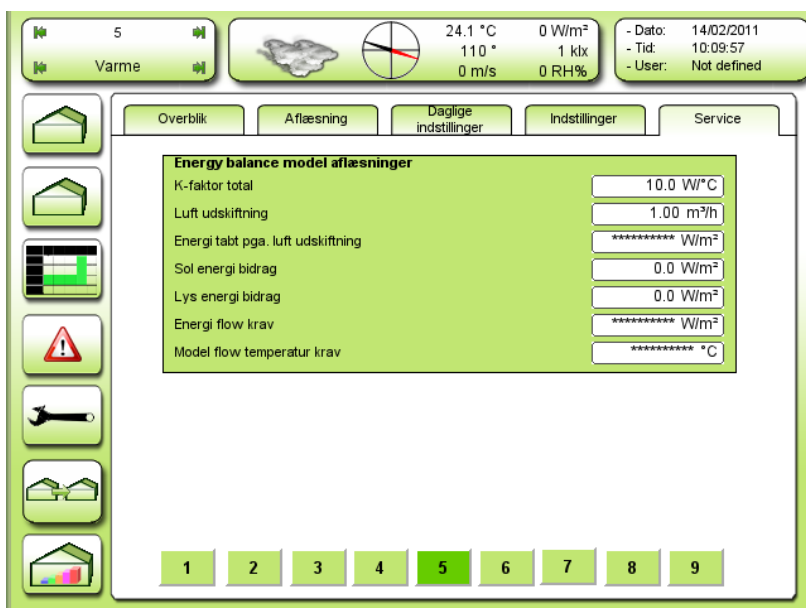 5
Varme
24.1 °C
110 °
0 m/s
0 W/m²
1 klx
0 RH%
- Dato: 14/02/2011
- Tid: 10:09:57
- User: Not defined
Overblik
Aflæsning
Daglige
indstillinger
Indstillinger
Service
Energy balance model aflæsninger
K-faktor total 10.0 W/°C
Luft udskiftning 1.00 m³/h
Energi tabt pga. luft udskiftning ********** W/m²
Sol energi bidrag 0.0 W/m²
Lys energi bidrag 0.0 W/m²
Energi flow krav ********** W/m²
Model flow temperatur krav ********** °C
1 2 3 4 5 6 7 8 9